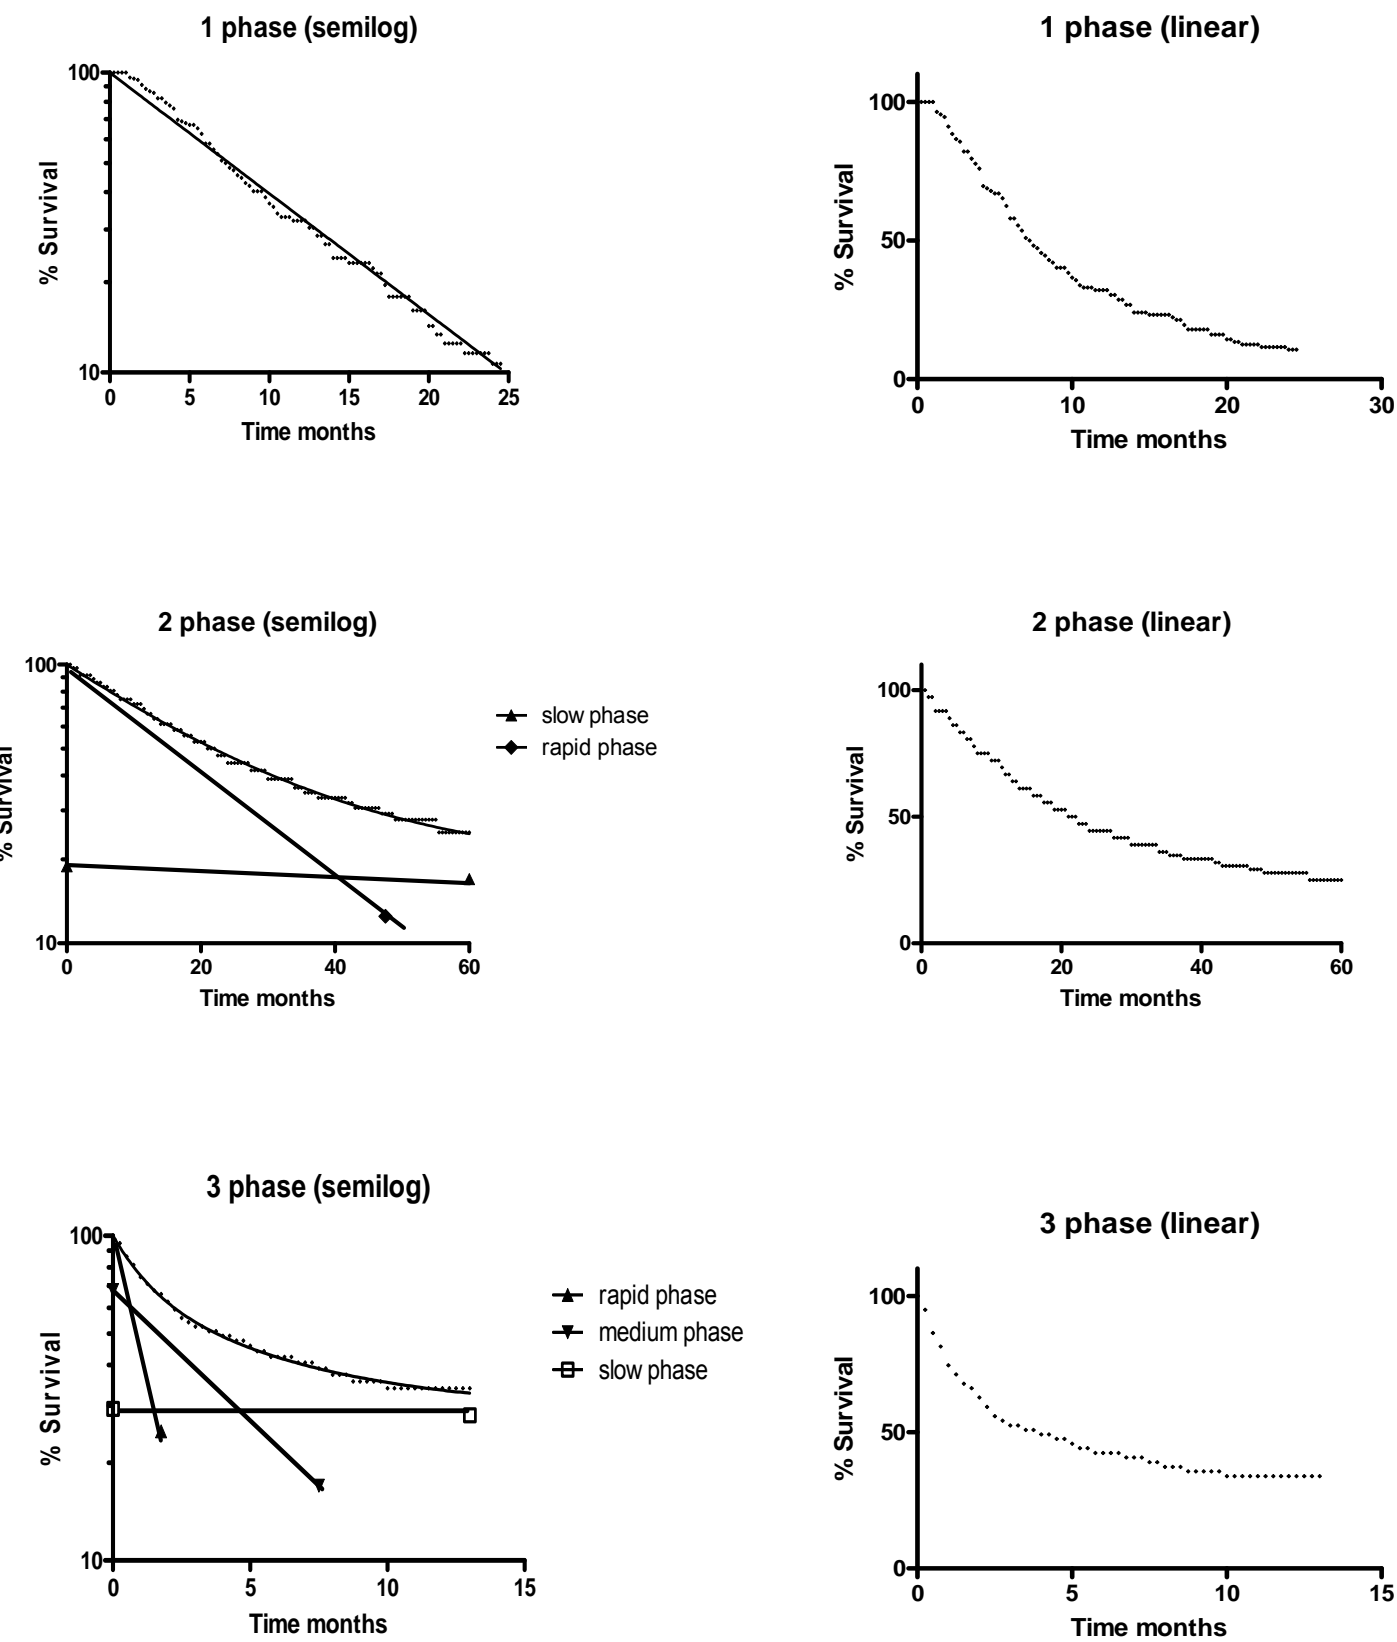 1 phase (semilog)
100
10
% Survival
0 5 10 15 20 25
Time months
1 phase (linear)
100
50
0
% Survival
0 10 20 30
Time months
2 phase (semilog)
100
10
% Survival
0 20 40 60
Time months
slow phase
rapid phase
2 phase (linear)
100
50
0
% Survival
0 20 40 60
Time months
3 phase (semilog)
100
10
% Survival
0 5 10 15
Time months
rapid phase
medium phase
slow phase
3 phase (linear)
100
50
0
% Survival
0 5 10 15
Time months